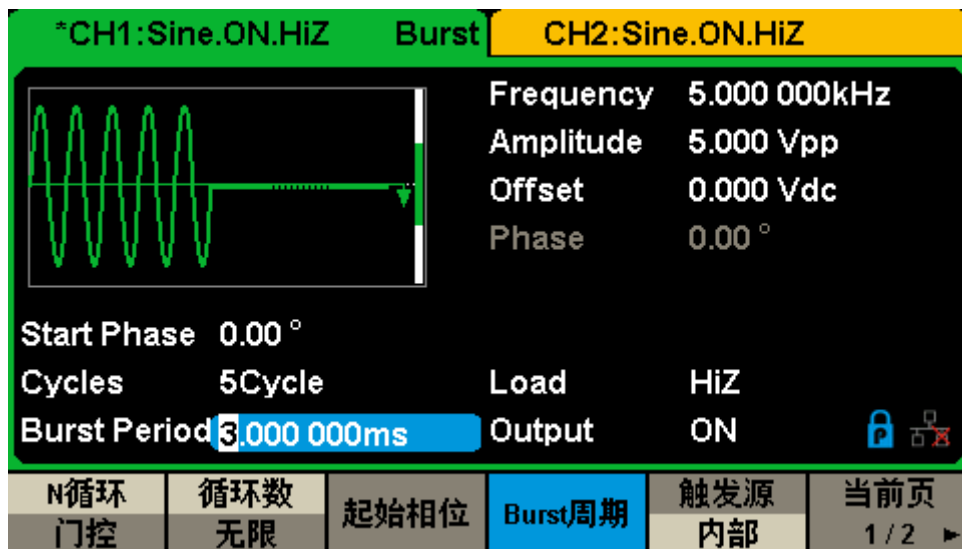 *CH1:Sine.ON.HiZ Burst CH2:Sine.ON.HiZ
Frequency 5.000 000kHz
Amplitude 5.000 Vpp
Offset 0.000 Vdc
Phase 0.00 °
Start Phase 0.00 °
Cycles 5Cycle Load HiZ
Burst Period 3.000 000ms Output ON P
N循环 循环数 起始相位 Burst周期 触发源 当前页
门控 无限 内部 1 / 2 ►